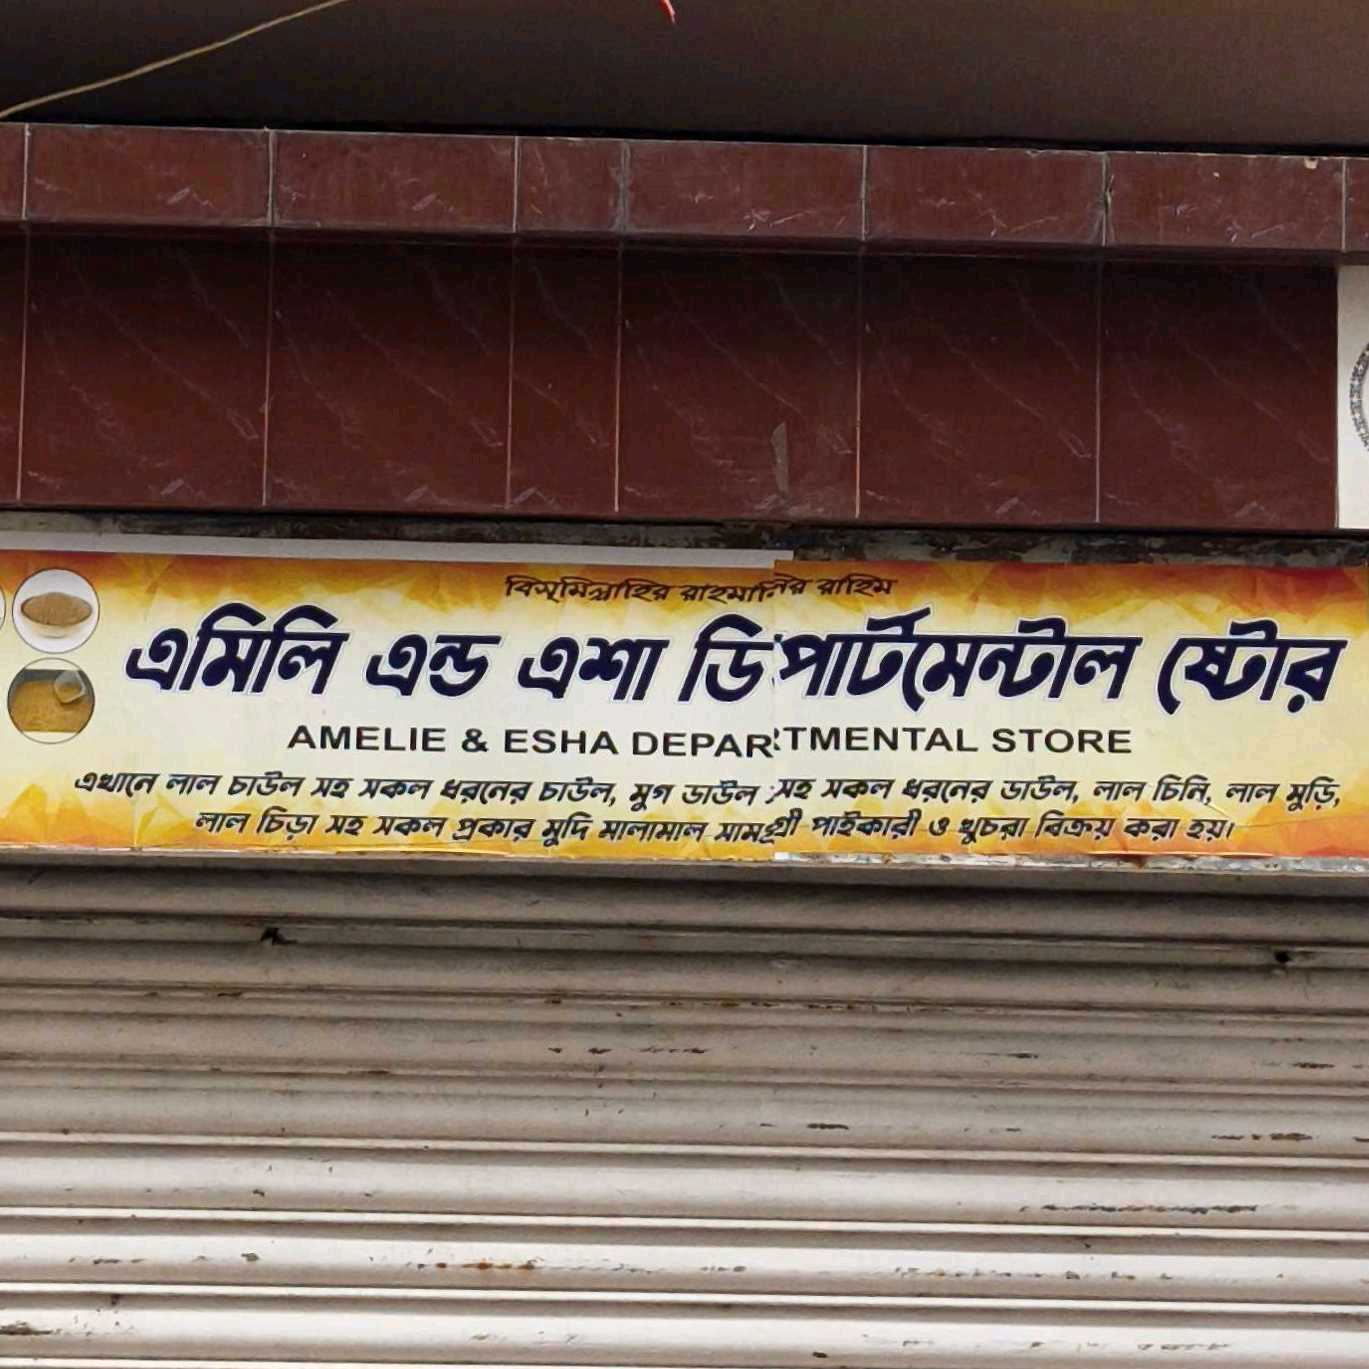 বিসমিল্লাহির রাহমানির রাহিম
এমিলি এন্ড এশা ডিপার্টমেন্টাল ষ্টোর
AMELIE & ESHA DEPARTMENTAL STORE
এখানে লাল চাউল সহ সকল ধরনের চাউল, মুগ ডাউল সহ সকল ধরনের ডাউল, লাল চিনি, লাল মুড়ি,
লাল চিড়া সহ সকল প্রকার মুদি মালামাল সামগ্রী পাইকারী ও খুচরা বিক্রয় করা হয়।